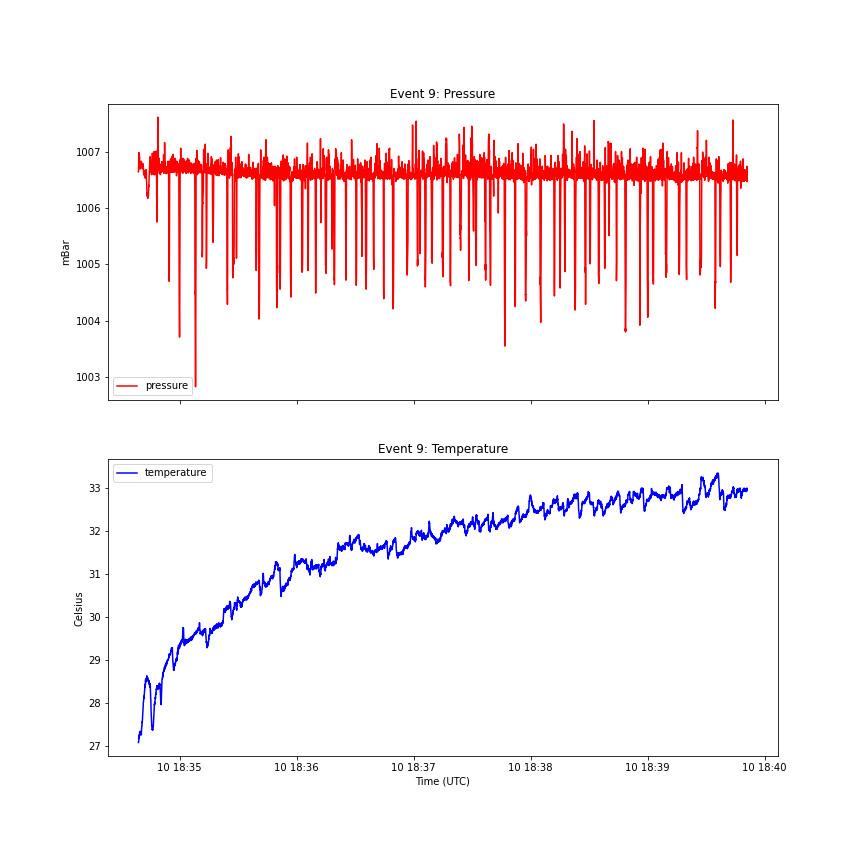 Event 9: Pressure
1007
1006
1005
1004
1003
mBar
pressure
Event 9: Temperature
temperature
33
32
31
30
29
28
27
Celsius
10 18:35 10 18:36 10 18:37 10 18:38 10 18:39 10 18:40
Time (UTC)